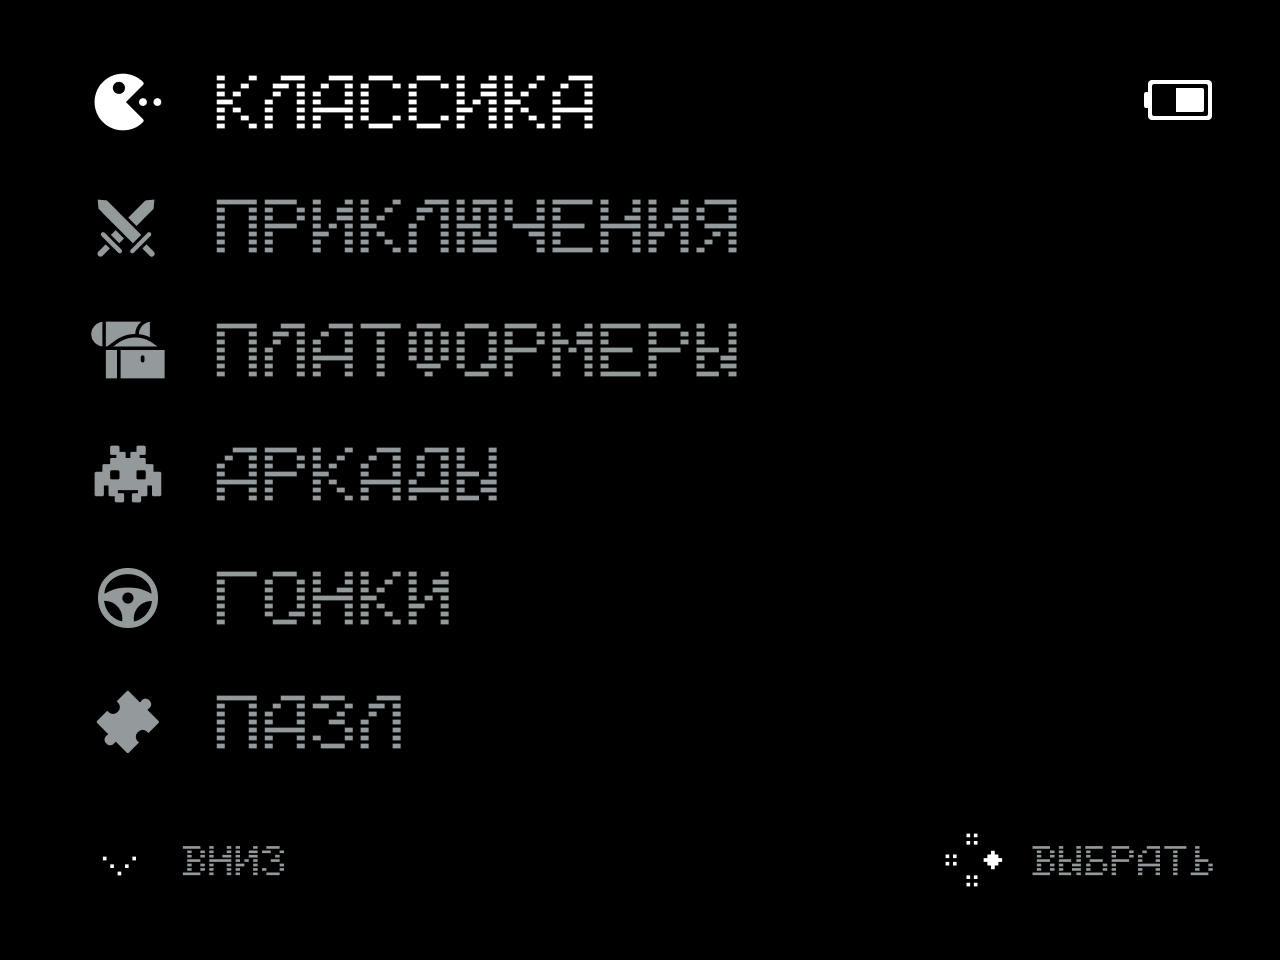 КЛАССИКА
ПРИКЛЮЧЕНИЯ
ПЛАТФОРМЕРЫ
АРКАДЫ
ГОНКИ
ПАЗЛ
ВНИЗ
ВЫБРАТЬ